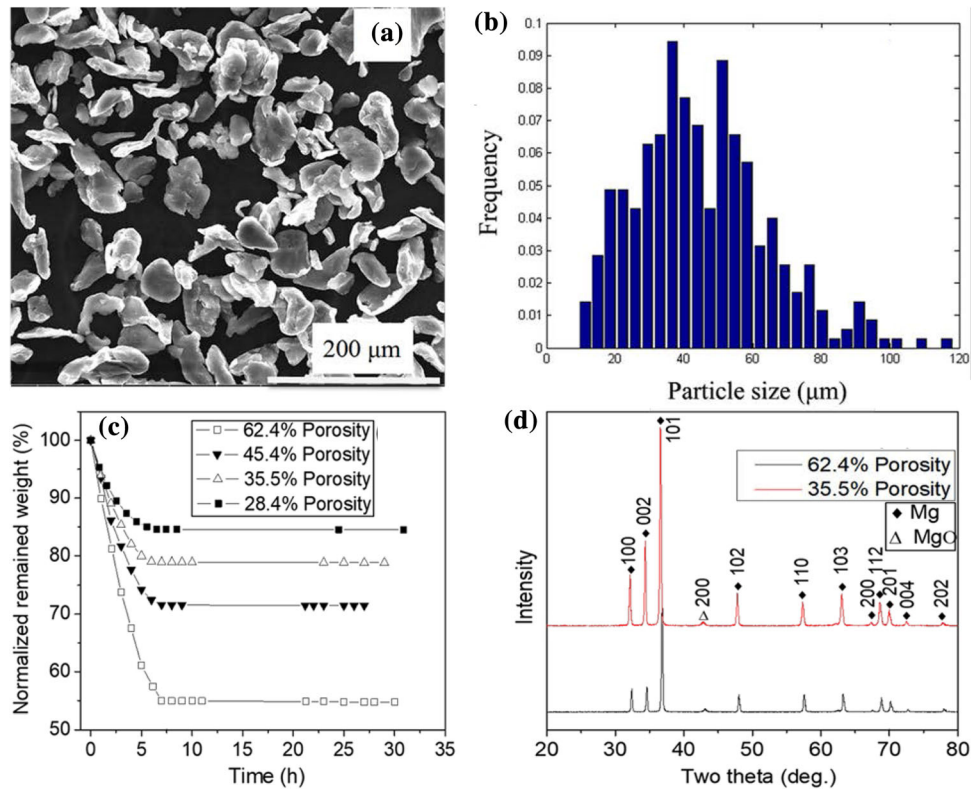 (a)
200 μm
(b)
Frequency
0.1
0.09
0.08
0.07
0.06
0.05
0.04
0.03
0.02
0.01
0
0 20 40 60 80 100 120
Particle size (μm)
(c)
Normalized remained weight (%)
100
90
80
70
60
50
62.4% Porosity
45.4% Porosity
35.5% Porosity
28.4% Porosity
0 5 10 15 20 25 30 35
Time (h)
(d)
Intensity
62.4% Porosity
35.5% Porosity
Mg
MgO
100
002
101
200
102
110
103
200
112
201
004
202
20 30 40 50 60 70 80
Two theta (deg.)